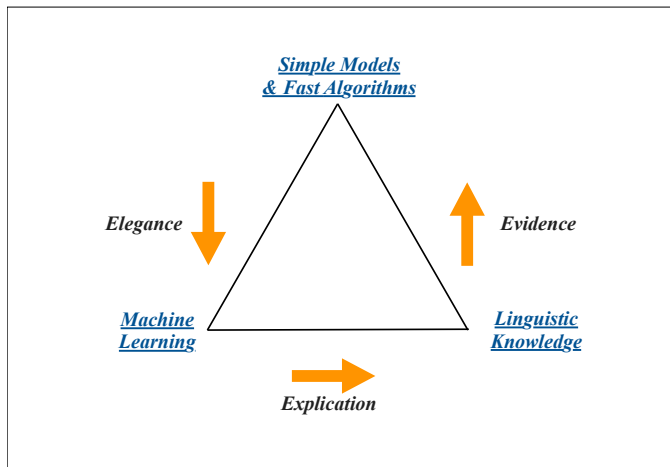 Simple Models
& Fast Algorithms
Elegance
Evidence
Machine
Learning
Linguistic
Knowledge
Explication